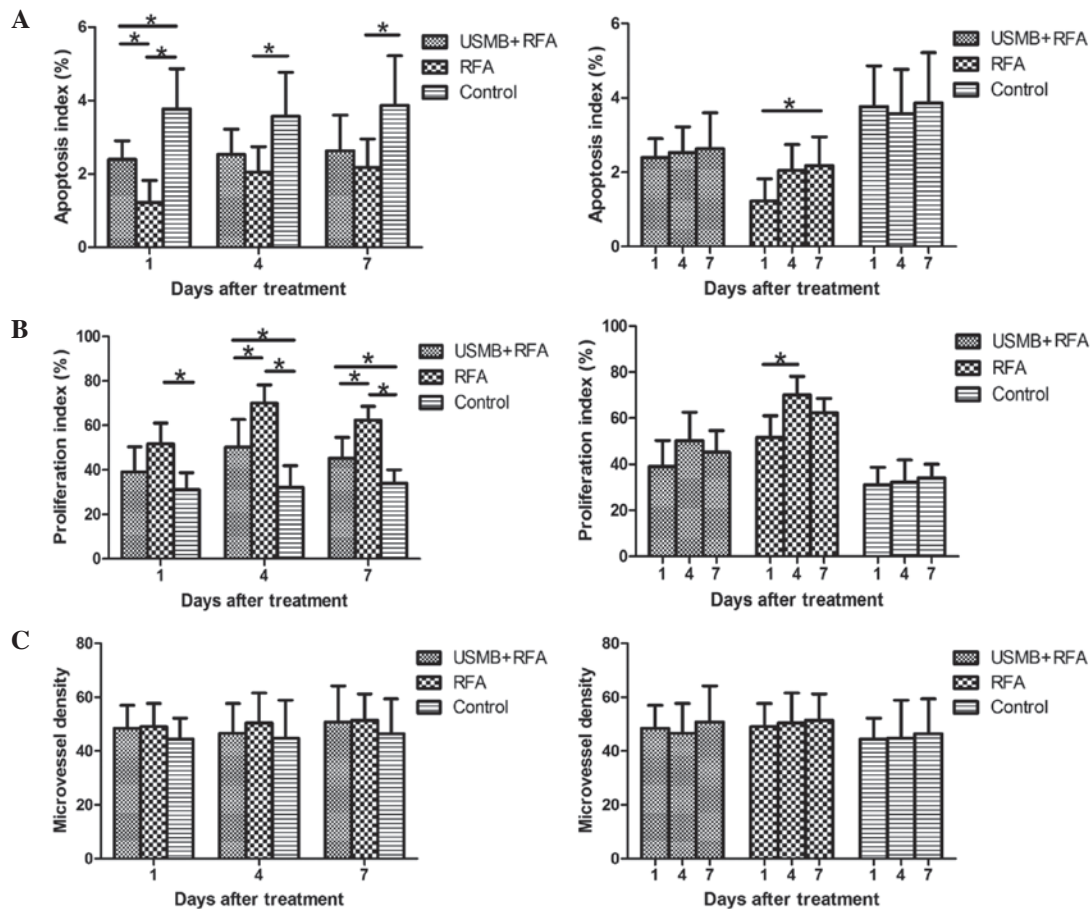 A
Apoptosis index (%)
6
4
2
0
* * *
*
*
USMB+RFA
RFA
Control
1 4 7
Days after treatment
Apoptosis index (%)
6
4
2
0
*
USMB+RFA
RFA
Control
1 4 7 1 4 7 1 4 7
Days after treatment
B
Proliferation index (%)
100
80
60
40
20
0
*
* * *
* * *
USMB+RFA
RFA
Control
1 4 7
Days after treatment
Proliferation index (%)
100
80
60
40
20
0
*
USMB+RFA
RFA
Control
1 4 7 1 4 7 1 4 7
Days after treatment
C
Microvessel density
80
60
40
20
0
USMB+RFA
RFA
Control
1 4 7
Days after treatment
Microvessel density
80
60
40
20
0
USMB+RFA
RFA
Control
1 4 7 1 4 7 1 4 7
Days after treatment